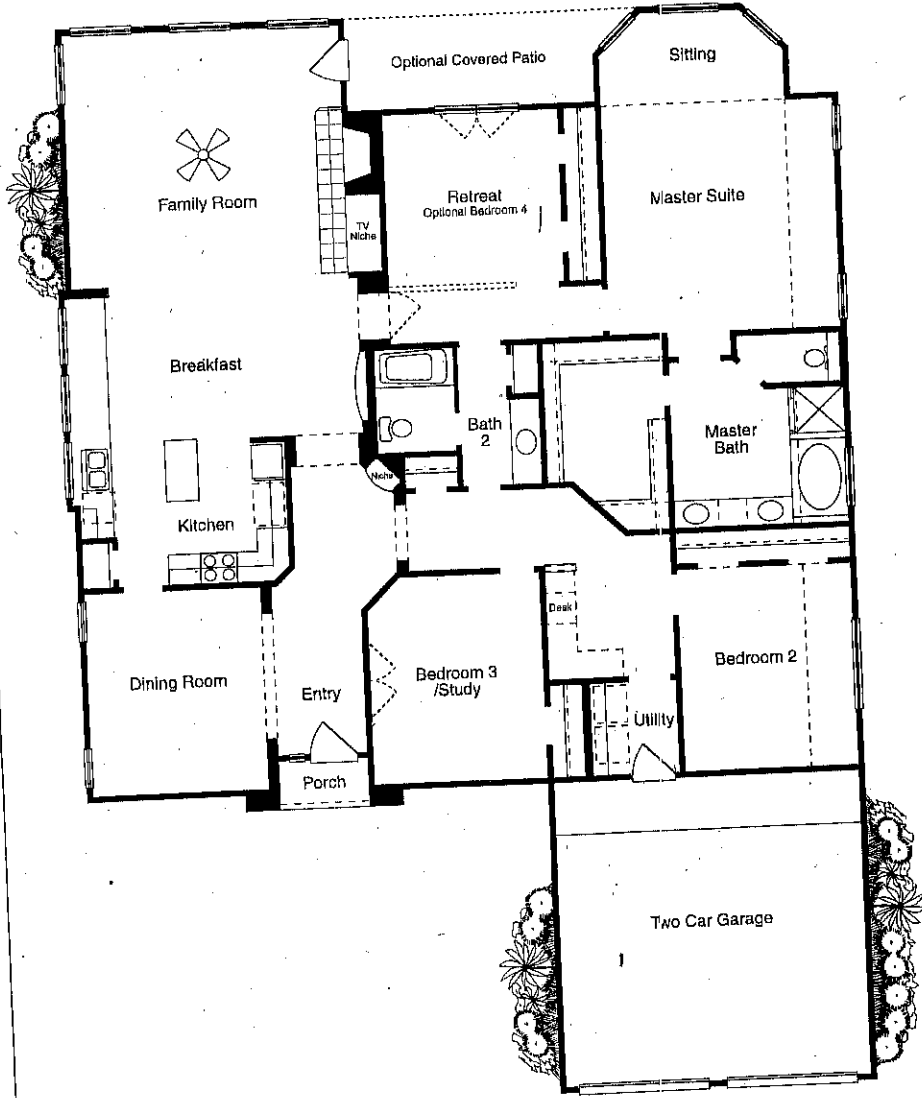 Optional Covered Patio
Sitting
Family Room
Retreat
Optional Bedroom 4
Master Suite
TV
Niche
Breakfast
Bath
2
Master
Bath
Niche
Kitchen
Desk
Dining Room
Entry
Bedroom 3
/Study
Utility
Bedroom 2
Porch
Two Car Garage